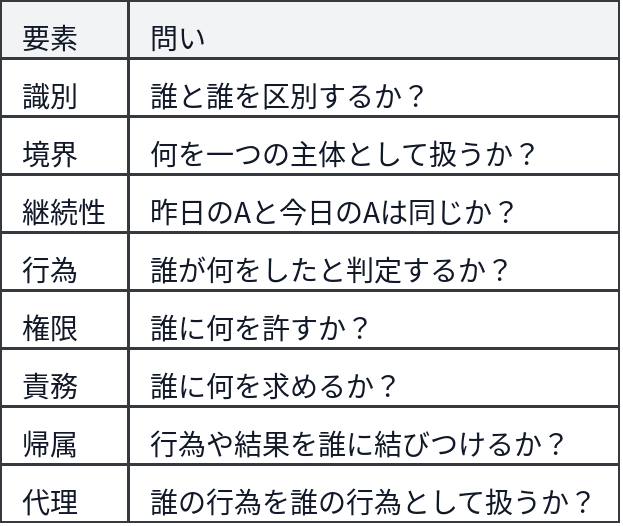 要素 問い
識別 誰と誰を区別するか？
境界 何を一つの主体として扱うか？
継続性 昨日のAと今日のAは同じか？
行為 誰が何をしたと判定するか？
権限 誰に何を許すか？
責務 誰に何を求めるか？
帰属 行為や結果を誰に結びつけるか？
代理 誰の行為を誰の行為として扱うか？